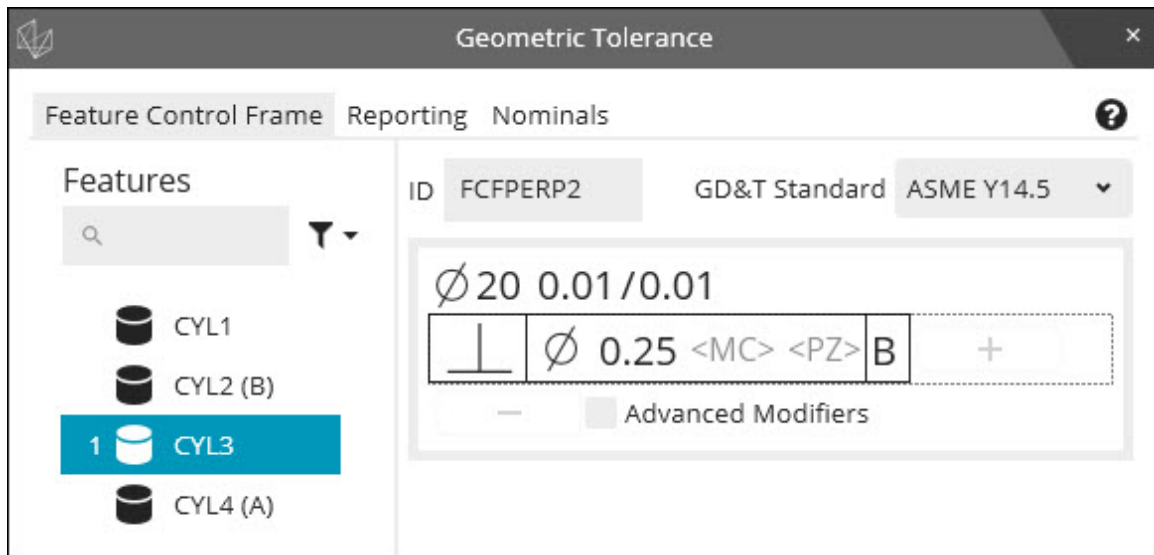 Geometric Tolerance
Feature Control Frame Reporting Nominals
Features
ID FCFPERP2 GD&T Standard ASME Y14.5
∅20 0.01/0.01
⊥ ∅ 0.25 <MC> <PZ> B +
− Advanced Modifiers
CYL1
CYL2 (B)
1 CYL3
CYL4 (A)